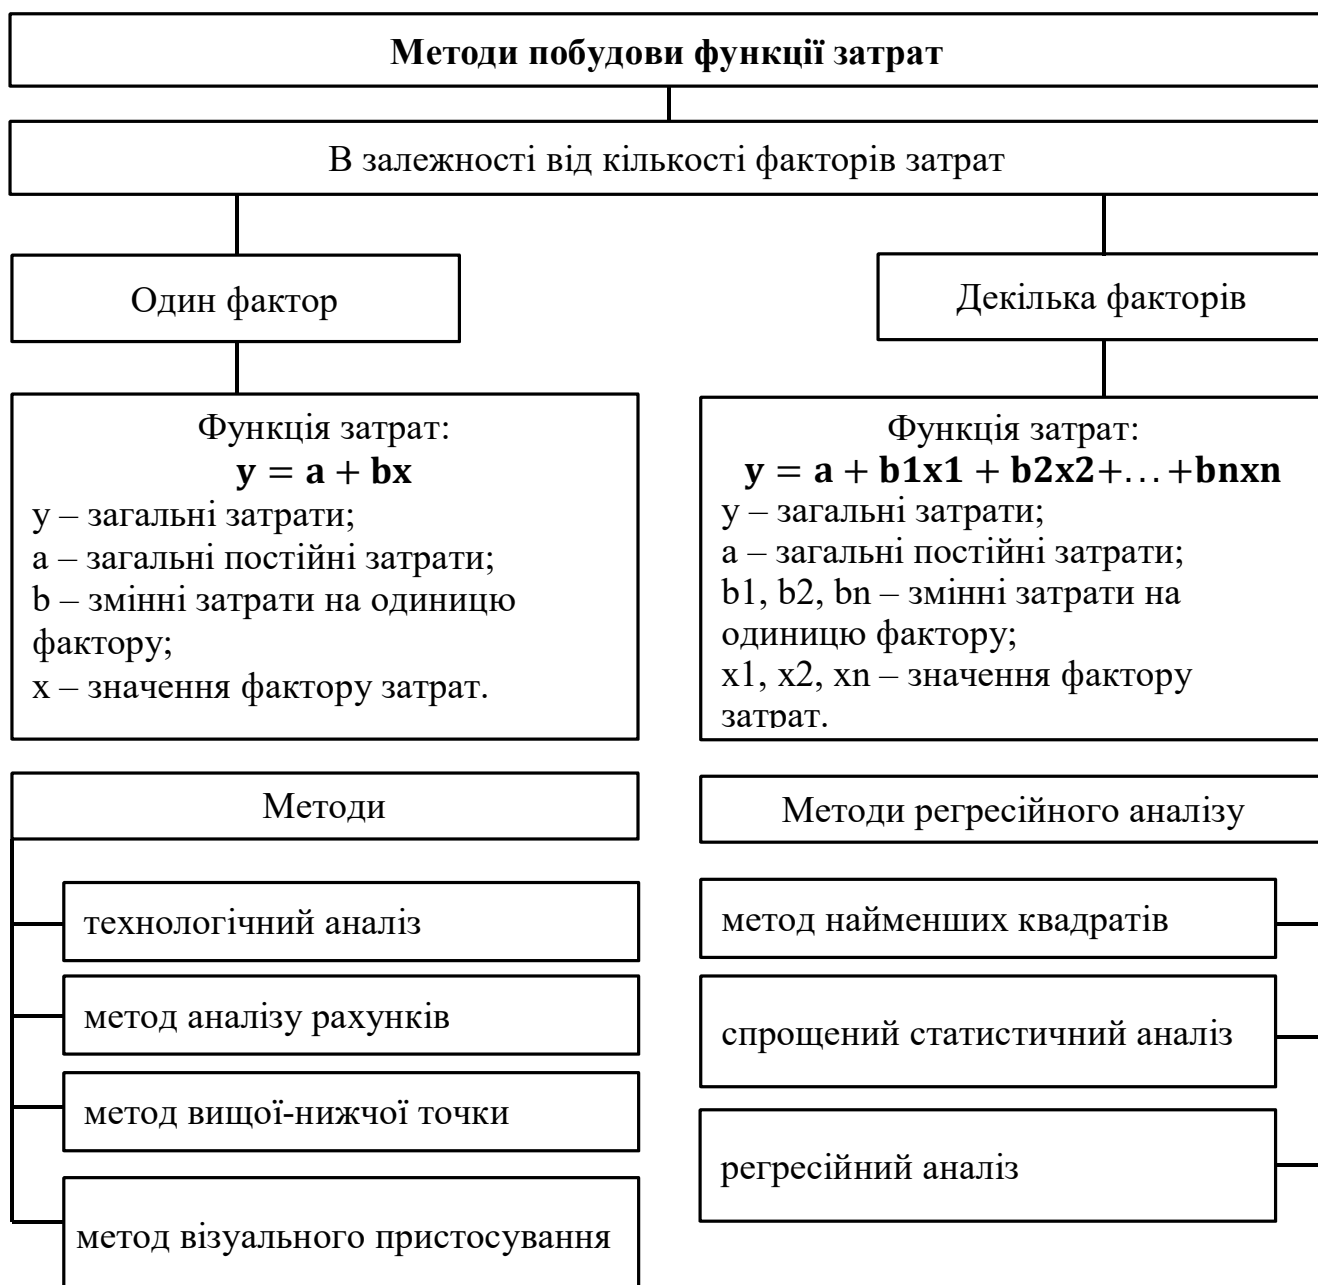 Методи побудови функції затрат
В залежності від кількості факторів затрат
Один фактор
Декілька факторів
Функція затрат:
y = a + bx
y – загальні затрати;
a – загальні постійні затрати;
b – змінні затрати на одиницю
фактору;
x – значення фактору затрат.
Функція затрат:
y = a + b1x1 + b2x2+…+bnxn
y – загальні затрати;
a – загальні постійні затрати;
b1, b2, bn – змінні затрати на
одиницю фактору;
x1, x2, xn – значення фактору
затрат.
Методи
технологічний аналіз
метод аналізу рахунків
метод вищої-нижчої точки
метод візуального пристосування
Методи регресійного аналізу
метод найменших квадратів
спрощений статистичний аналіз
регресійний аналіз